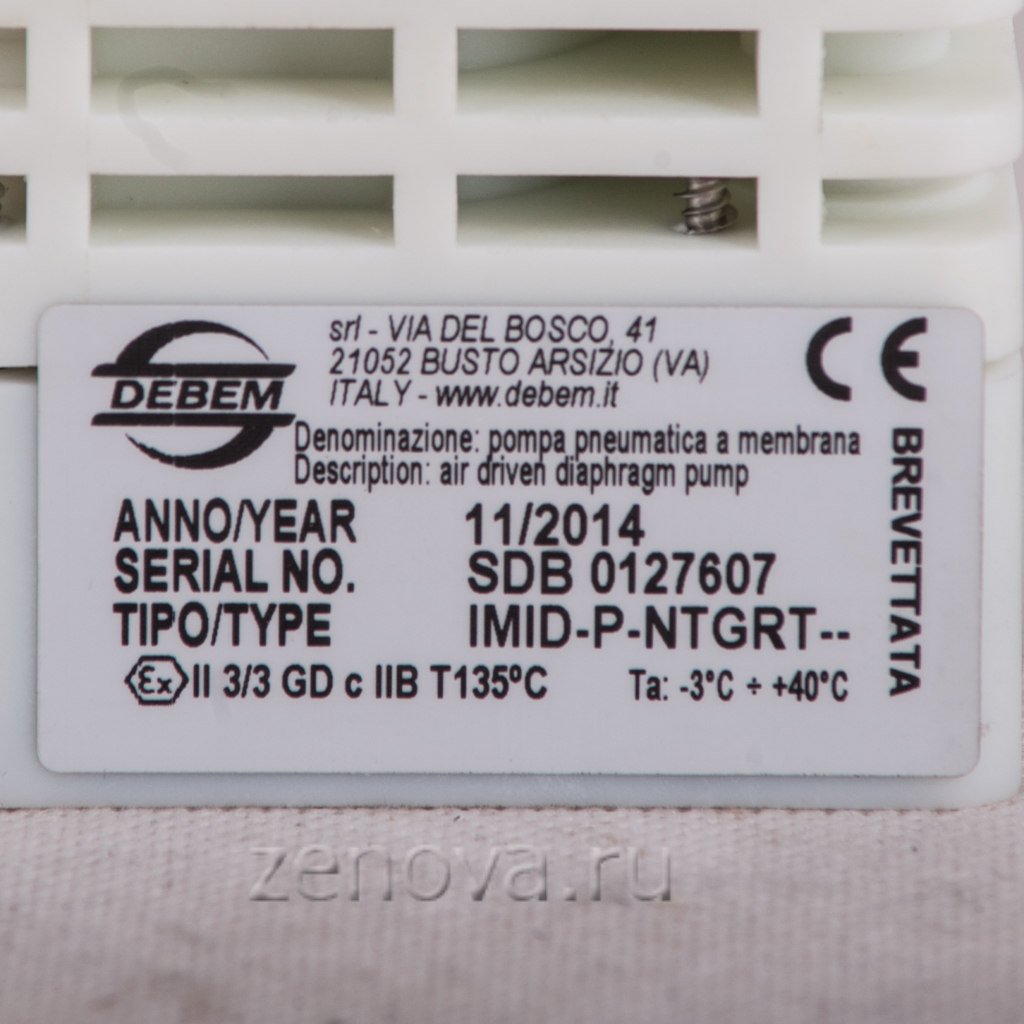 DEBEM
srl - VIA DEL BOSCO, 41
21052 BUSTO ARSIZIO (VA)
ITALY - www.debem.it
CE
Denominazione: pompa pneumatica a membrana
Description: air driven diaphragm pump
BREVETTATA
ANNO/YEAR 11/2014
SERIAL NO. SDB 0127607
TIPO/TYPE IMID-P-NTGRT--
Ex II 3/3 GD c IIB T135ºC Ta: -3°C ÷ +40°C
zenova.ru